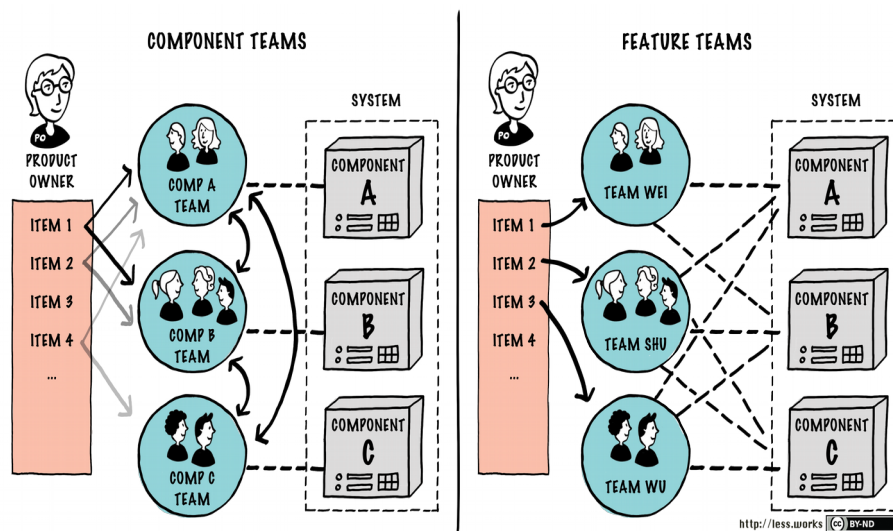 COMPONENT TEAMS
PO
PRODUCT
OWNER
ITEM 1
ITEM 2
ITEM 3
ITEM 4
...
COMP A
TEAM
COMP B
TEAM
COMP C
TEAM
SYSTEM
COMPONENT
A
COMPONENT
B
COMPONENT
C
FEATURE TEAMS
PO
PRODUCT
OWNER
ITEM 1
ITEM 2
ITEM 3
ITEM 4
...
TEAM WEI
TEAM SHU
TEAM WU
SYSTEM
COMPONENT
A
COMPONENT
B
COMPONENT
C
http://less.works cc BY-ND